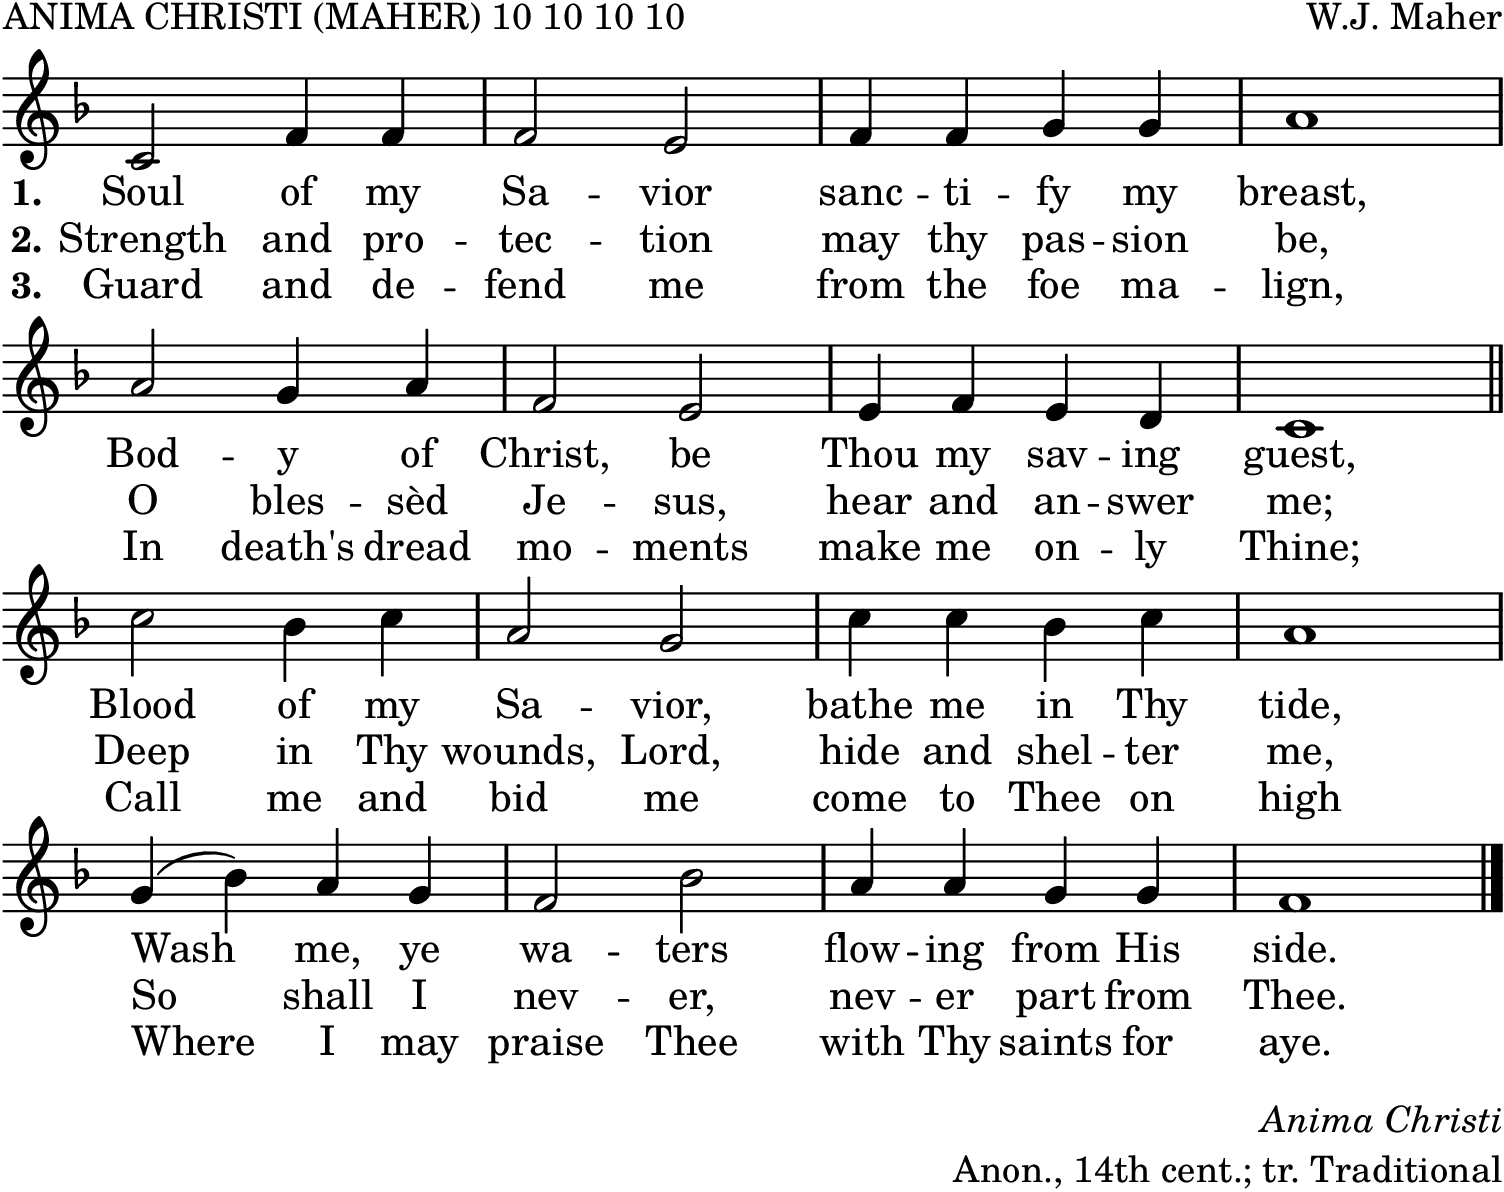 ANIMA CHRISTI (MAHER) 10 10 10 10 W.J. Maher
1. Soul of my Sa - vior sanc - ti - fy my breast,
2. Strength and pro - tec - tion may thy pas - sion be,
3. Guard and de - fend me from the foe ma - lign,
Bod - y of Christ, be Thou my sav - ing guest,
O bles - sèd Je - sus, hear and an - swer me;
In death's dread mo - ments make me on - ly Thine;
Blood of my Sa - vior, bathe me in Thy tide,
Deep in Thy wounds, Lord, hide and shel - ter me,
Call me and bid me come to Thee on high
Wash me, ye wa - ters flow - ing from His side.
So shall I nev - er, nev - er part from Thee.
Where I may praise Thee with Thy saints for aye.
Anima Christi
Anon., 14th cent.; tr. Traditional